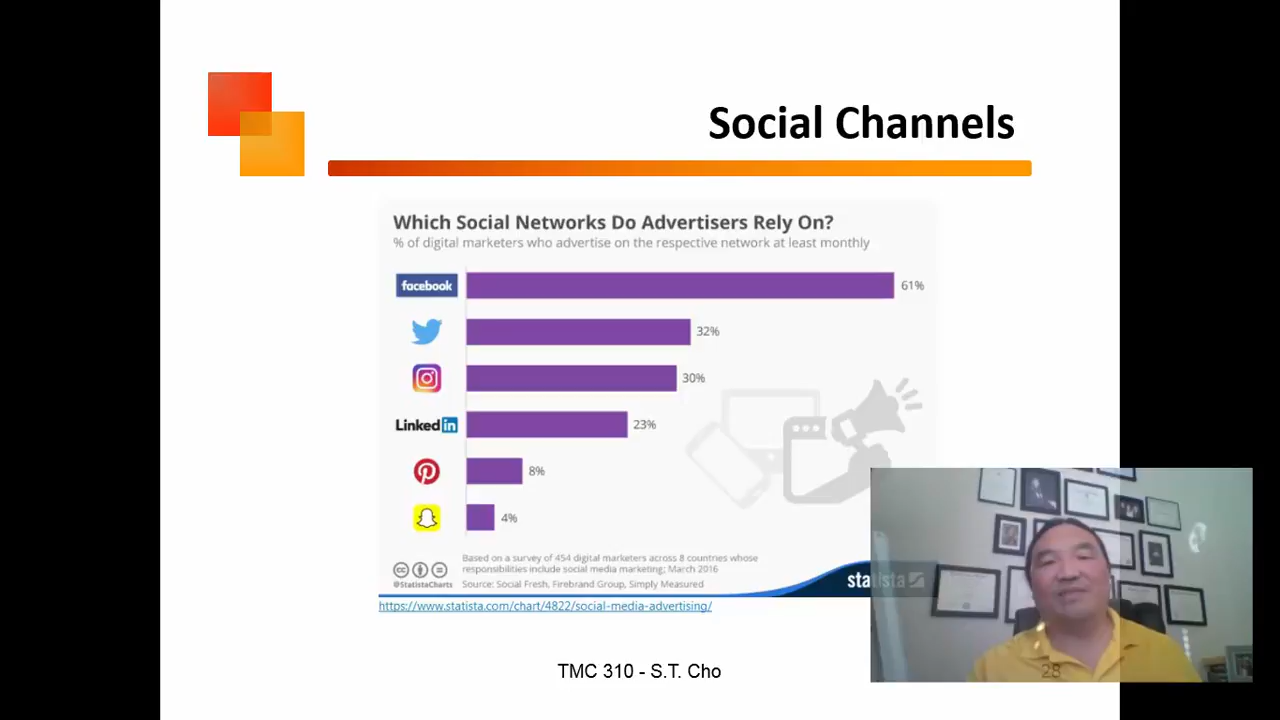 Social Channels
Which Social Networks Do Advertisers Rely On?
% of digital marketers who advertise on the respective network at least monthly
facebook
61%
32%
30%
Linked in
23%
8%
4%
Based on a survey of 454 digital marketers across 8 countries whose
responsibilities include social media marketing; March 2016
@StatistaCharts
Source: Social Fresh, Firebrand Group, Simply Measured
statista
https://www.statista.com/chart/4822/social-media-advertising/
TMC 310 - S.T. Cho
28